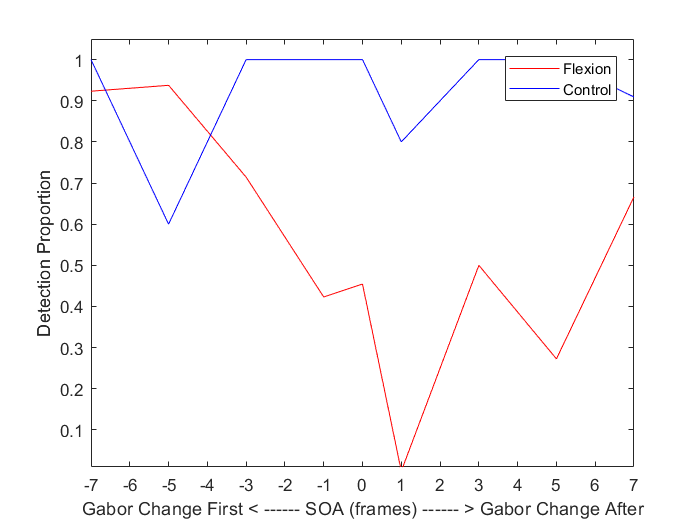 Flexion
Control
Detection Proportion
1
0.9
0.8
0.7
0.6
0.5
0.4
0.3
0.2
0.1
-7 -6 -5 -4 -3 -2 -1 0 1 2 3 4 5 6 7
Gabor Change First < ------ SOA (frames) ------ > Gabor Change After